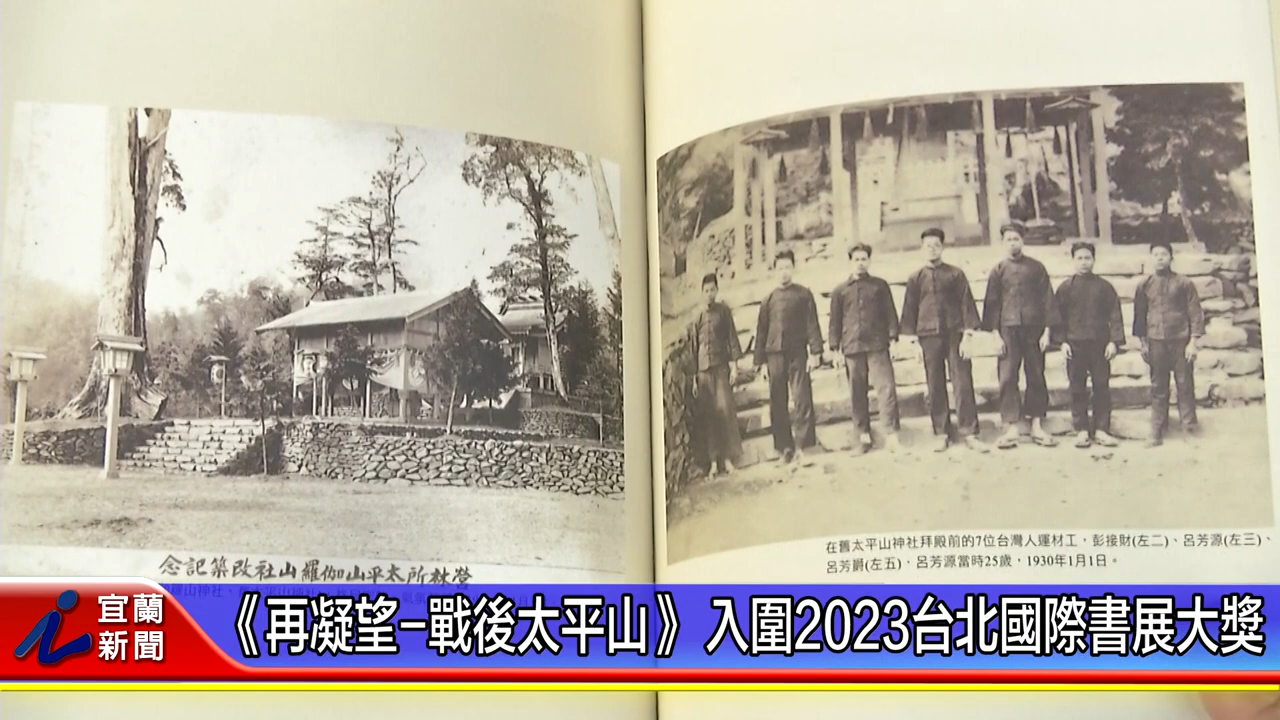 營林所太平山伽羅山社改築記念
在舊太平山神社拜殿前的7位台灣人運材工，彭接財(左二)、呂芳源(左三)、
呂芳爵(左五)，呂芳源當時25歲，1930年1月1日。
宜蘭
新聞
《再凝望-戰後太平山》入圍2023台北國際書展大獎